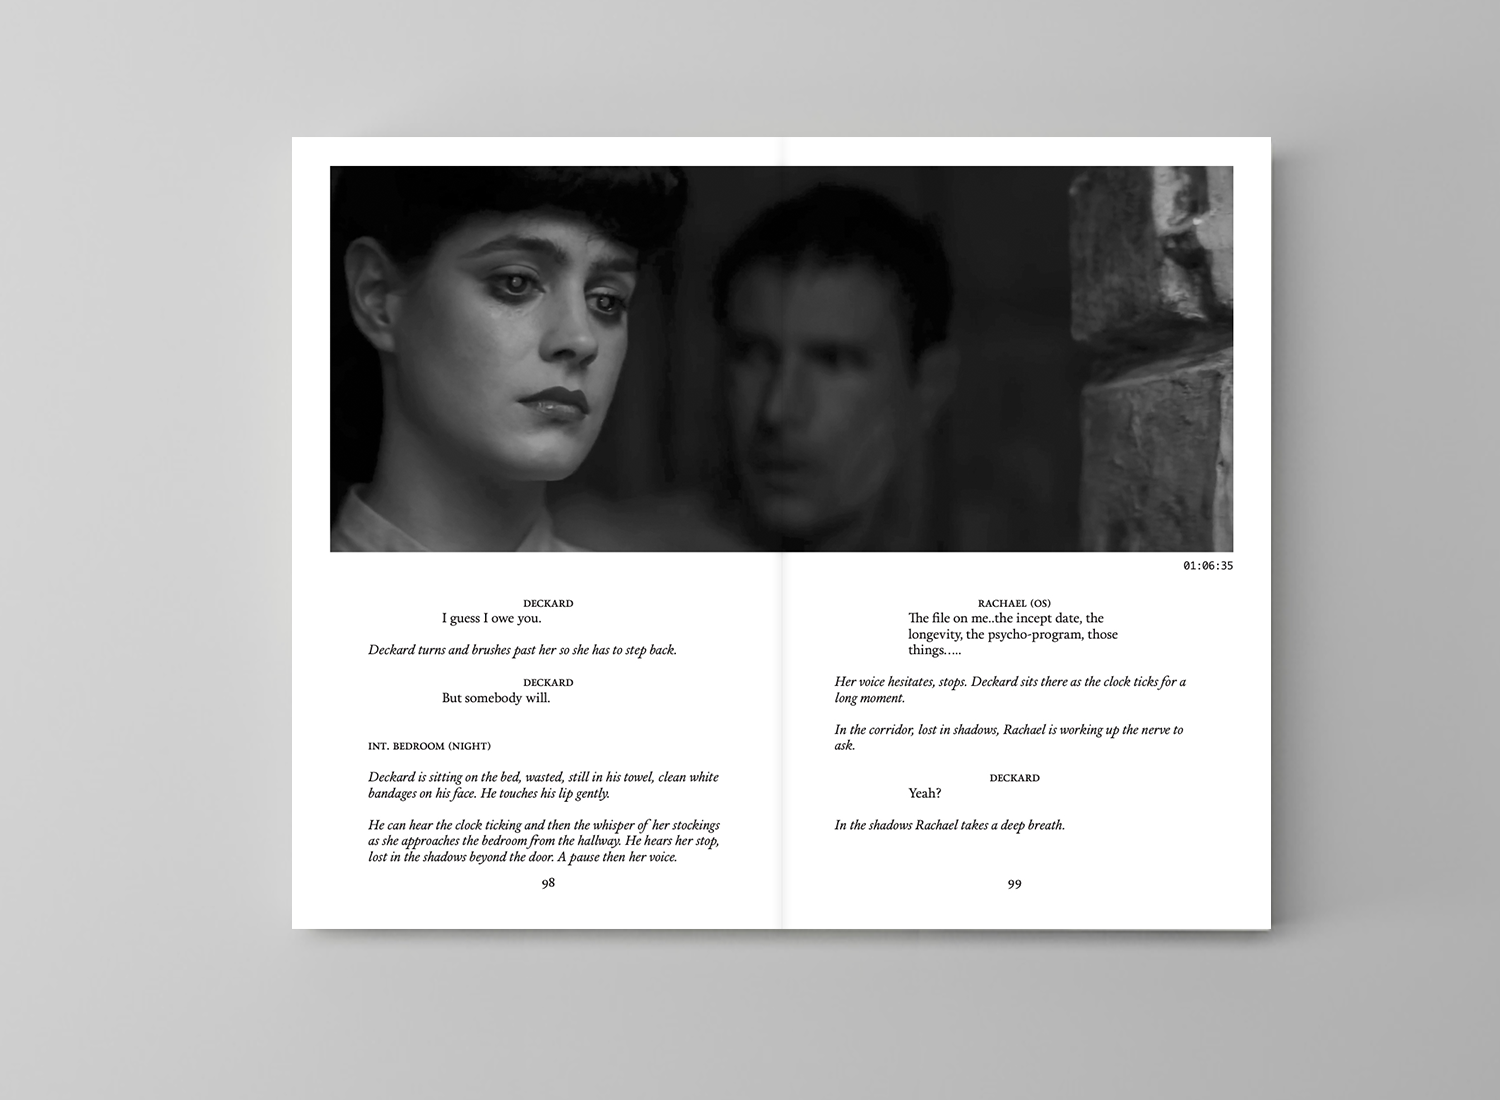 01:06:35
DECKARD
I guess I owe you.
Deckard turns and brushes past her so she has to step back.
DECKARD
But somebody will.
INT. BEDROOM (NIGHT)
Deckard is sitting on the bed, wasted, still in his towel, clean white
bandages on his face. He touches his lip gently.
He can hear the clock ticking and then the whisper of her stockings
as she approaches the bedroom from the hallway. He hears her stop,
lost in the shadows beyond the door. A pause then her voice.
98
RACHAEL (OS)
The file on me..the incept date, the
longevity, the psycho-program, those
things.....
Her voice hesitates, stops. Deckard sits there as the clock ticks for a
long moment.
In the corridor, lost in shadows, Rachael is working up the nerve to
ask.
DECKARD
Yeah?
In the shadows Rachael takes a deep breath.
99